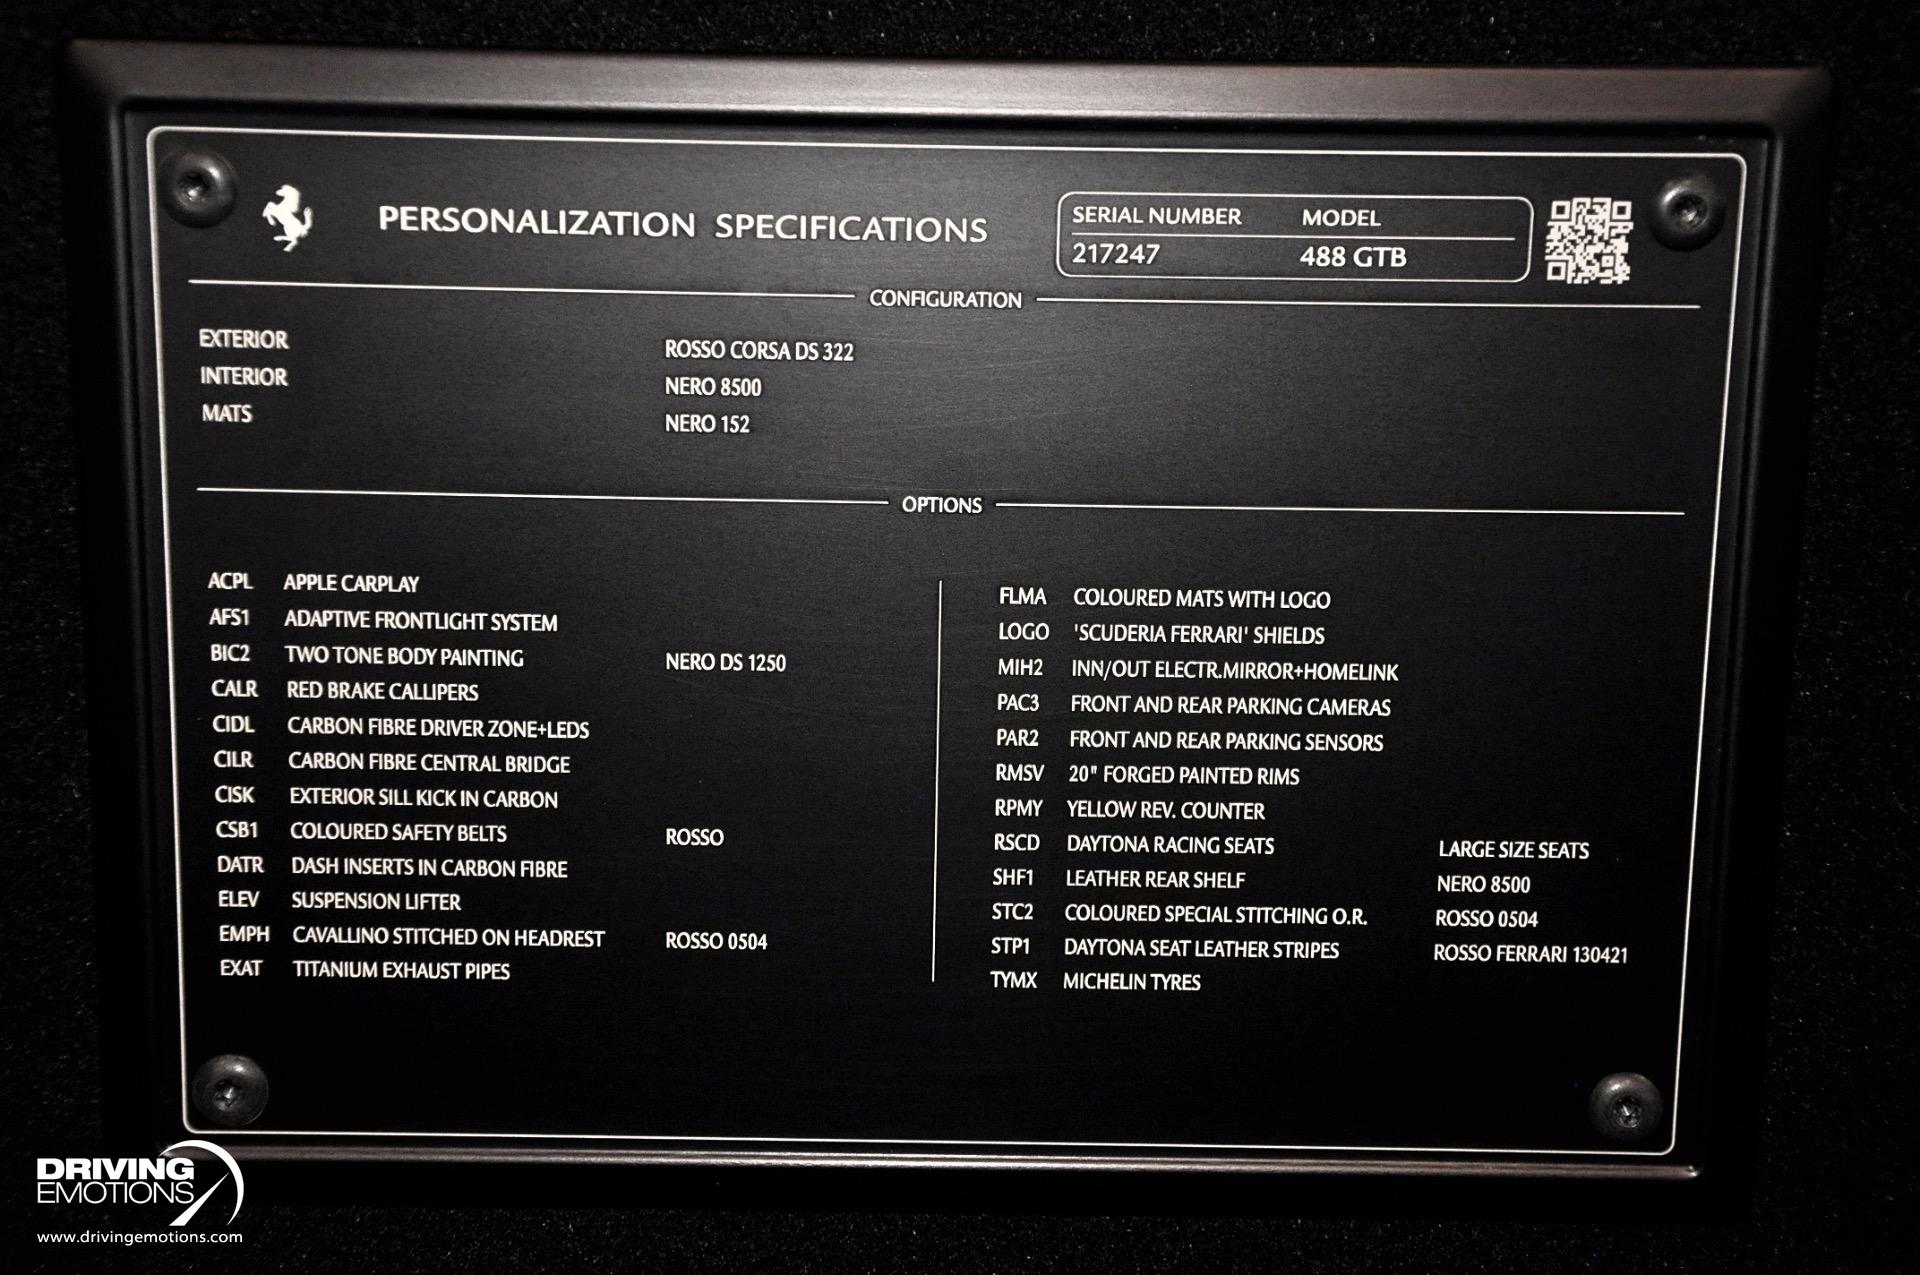 PERSONALIZATION SPECIFICATIONS
SERIAL NUMBER MODEL
217247 488 GTB
CONFIGURATION
EXTERIOR ROSSO CORSA DS 322
INTERIOR NERO 8500
MATS NERO 152
OPTIONS
ACPL APPLE CARPLAY
AFS1 ADAPTIVE FRONTLIGHT SYSTEM
BIC2 TWO TONE BODY PAINTING NERO DS 1250
CALR RED BRAKE CALLIPERS
CIDL CARBON FIBRE DRIVER ZONE+LEDS
CILR CARBON FIBRE CENTRAL BRIDGE
CISK EXTERIOR SILL KICK IN CARBON
CSB1 COLOURED SAFETY BELTS ROSSO
DATR DASH INSERTS IN CARBON FIBRE
ELEV SUSPENSION LIFTER
EMPH CAVALLINO STITCHED ON HEADREST ROSSO 0504
EXAT TITANIUM EXHAUST PIPES
FLMA COLOURED MATS WITH LOGO
LOGO 'SCUDERIA FERRARI' SHIELDS
MIH2 INN/OUT ELECTR.MIRROR+HOMELINK
PAC3 FRONT AND REAR PARKING CAMERAS
PAR2 FRONT AND REAR PARKING SENSORS
RMSV 20" FORGED PAINTED RIMS
RPMY YELLOW REV. COUNTER
RSCD DAYTONA RACING SEATS LARGE SIZE SEATS
SHF1 LEATHER REAR SHELF NERO 8500
STC2 COLOURED SPECIAL STITCHING O.R. ROSSO 0504
STP1 DAYTONA SEAT LEATHER STRIPES ROSSO FERRARI 130421
TYMX MICHELIN TYRES
DRIVING
EMOTIONS
www.drivingemotions.com